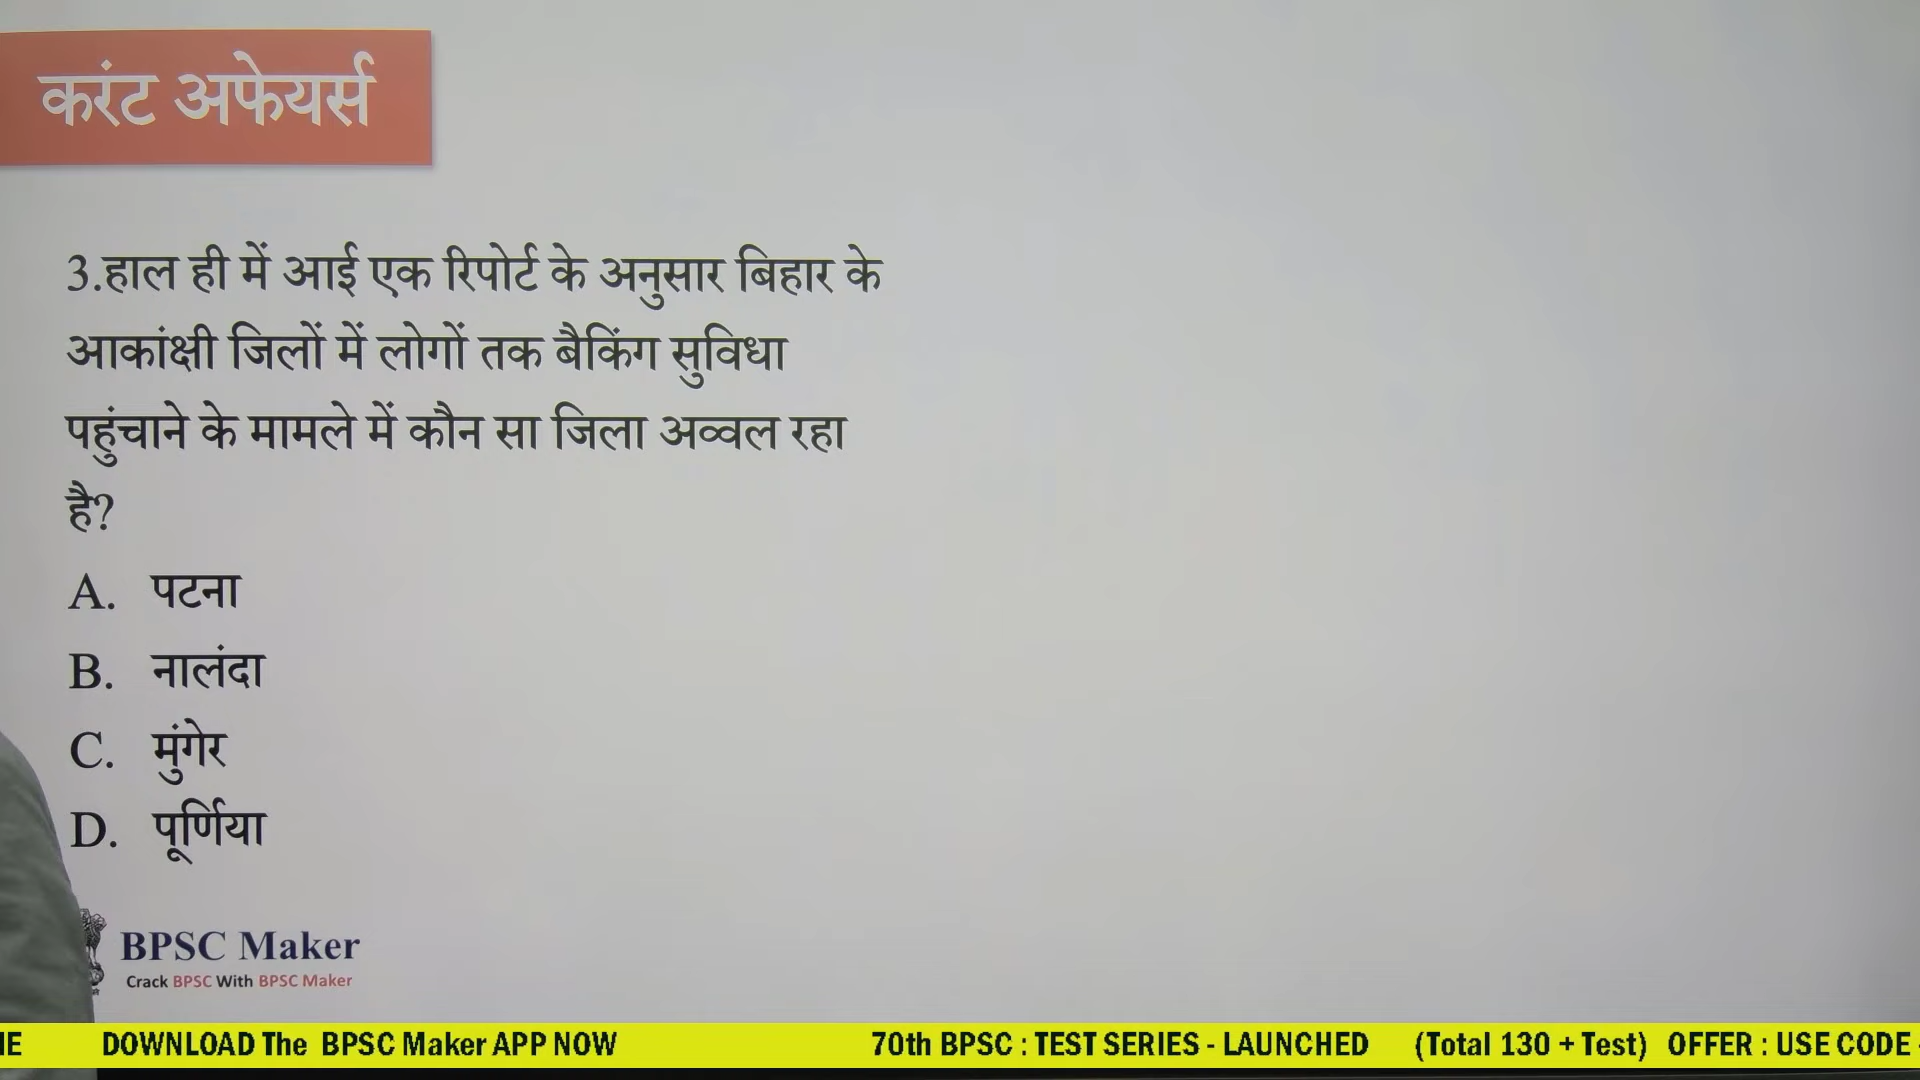 करंट अफेयर्स
3.हाल ही में आई एक रिपोर्ट के अनुसार बिहार के
आकांक्षी जिलों में लोगों तक बैकिंग सुविधा
पहुंचाने के मामले में कौन सा जिला अव्वल रहा
है?
A. पटना
B. नालंदा
C. मुंगेर
D. पूर्णिया
BPSC Maker
Crack BPSC With BPSC Maker
DOWNLOAD The BPSC Maker APP NOW 70th BPSC : TEST SERIES - LAUNCHED (Total 130 + Test) OFFER : USE CODE